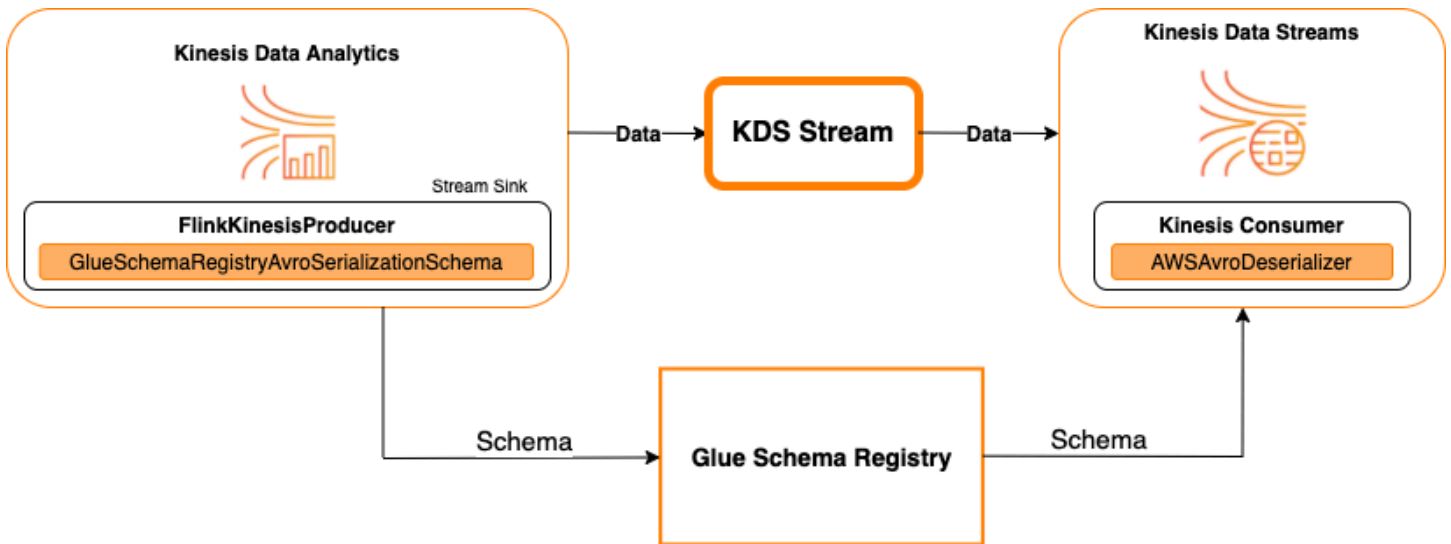 Kinesis Data Analytics
Stream Sink
FlinkKinesisProducer
GlueSchemaRegistryAvroSerializationSchema
Data
KDS Stream
Data
Kinesis Data Streams
Kinesis Consumer
AWSAvroDeserializer
Schema
Glue Schema Registry
Schema